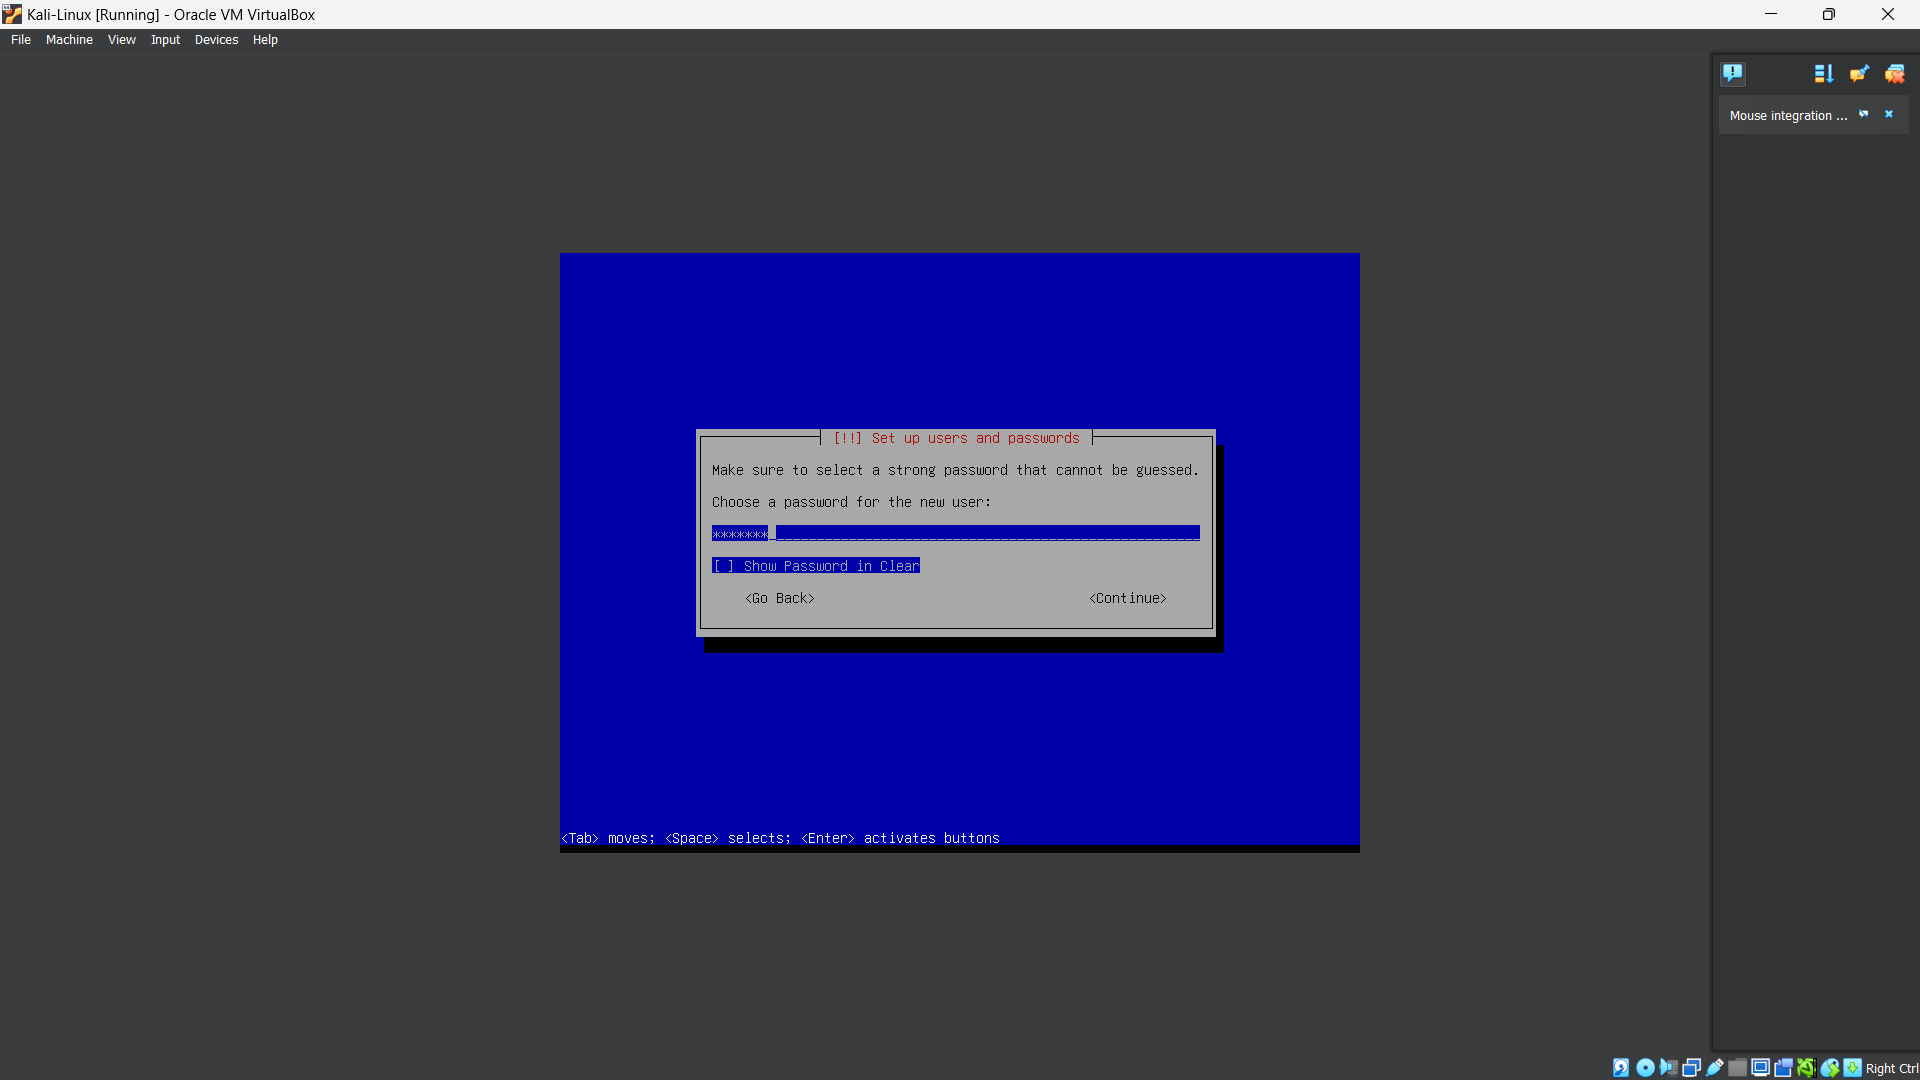 Kali-Linux [Running] - Oracle VM VirtualBox
File Machine View Input Devices Help
Mouse integration ...
[!!] Set up users and passwords
Make sure to select a strong password that cannot be guessed.
Choose a password for the new user:
*******
[ ] Show Password in Clear
<Go Back> <Continue>
<Tab> moves; <Space> selects; <Enter> activates buttons
Right Ctrl